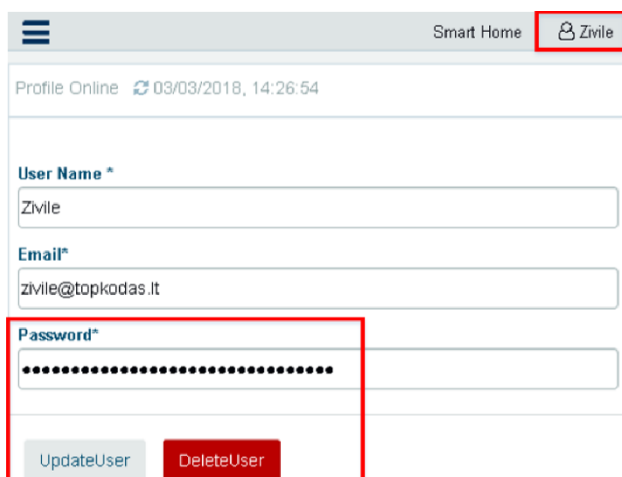 Smart Home Zivile
Profile Online 03/03/2018, 14:26:54
User Name *
Zivile
Email*
zivile@topkodas.lt
Password*
••••••••••••••••••••••••••••••••
UpdateUser DeleteUser